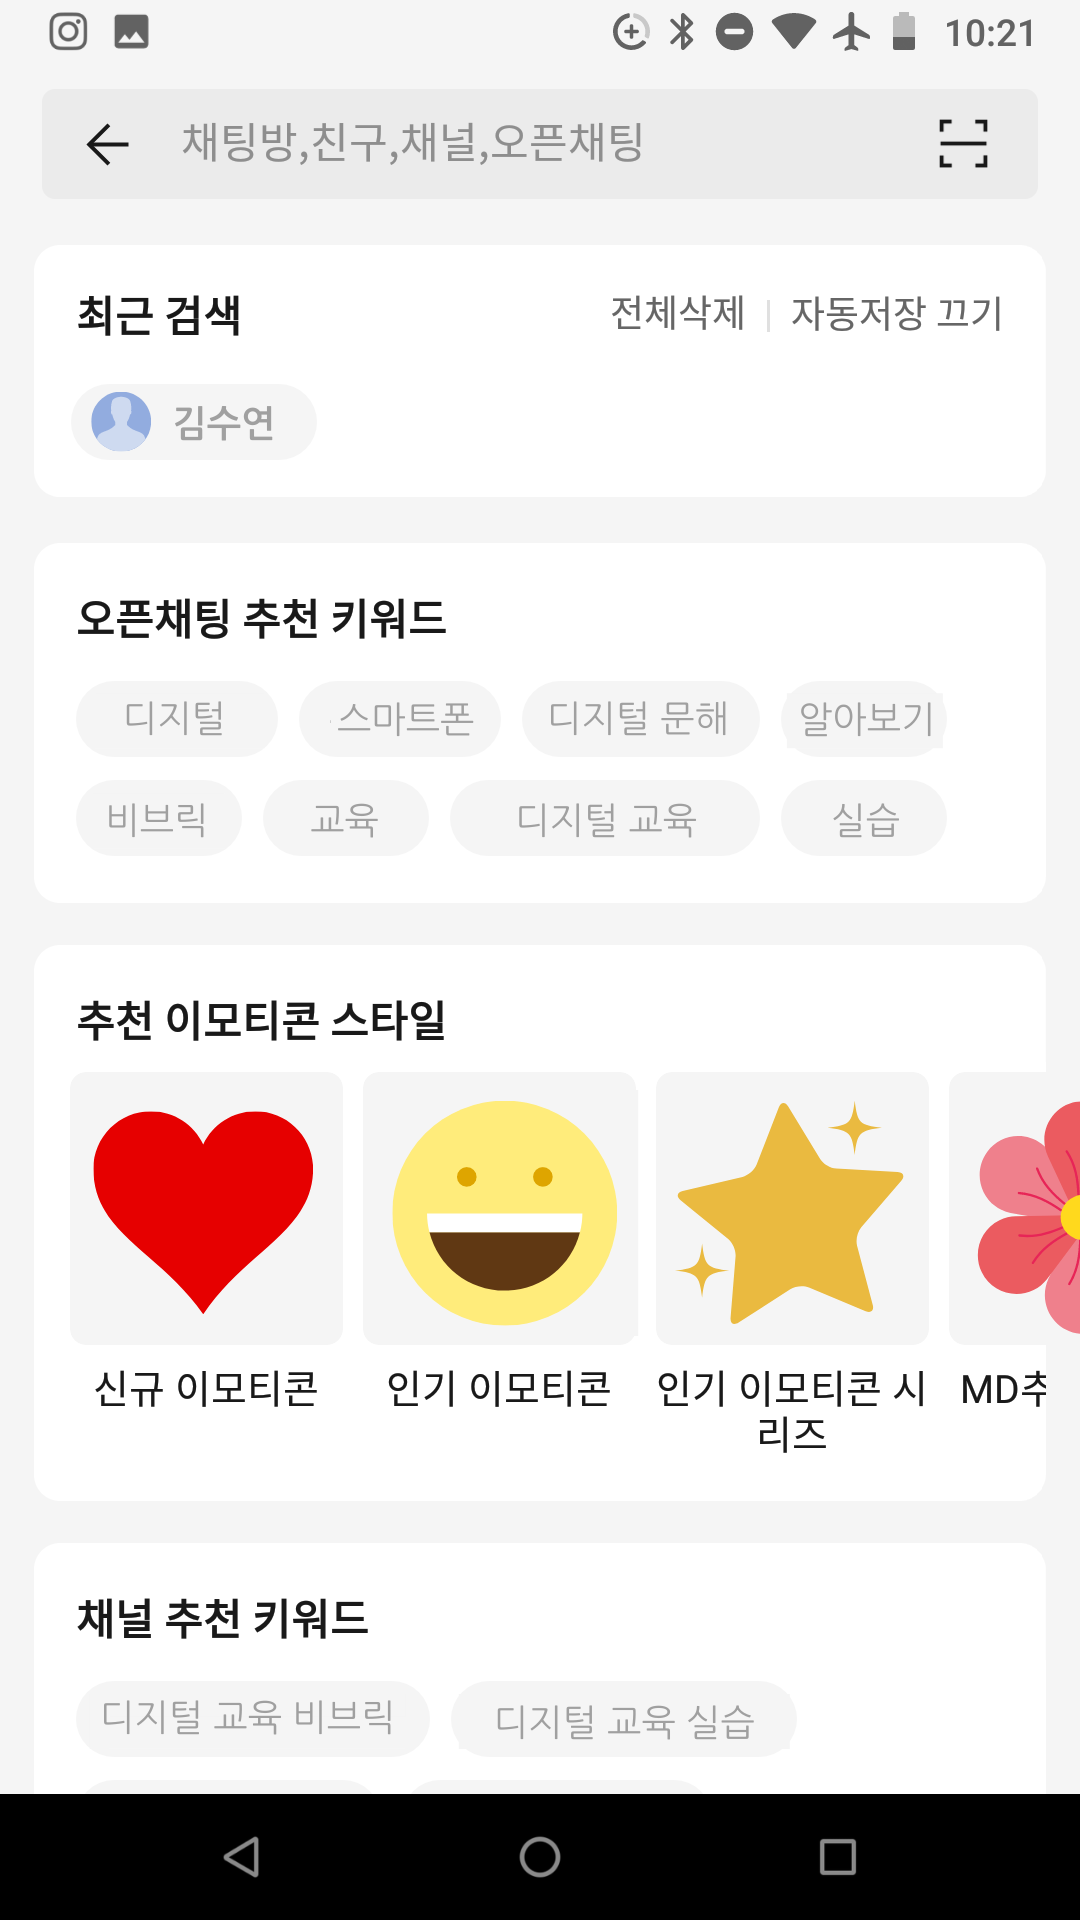 10:21
채팅방,친구,채널,오픈채팅
최근 검색
전체삭제 | 자동저장 끄기
김수연
오픈채팅 추천 키워드
디지털 스마트폰 디지털 문해 알아보기
비브릭 교육 디지털 교육 실습
추천 이모티콘 스타일
신규 이모티콘 인기 이모티콘 인기 이모티콘 시리즈 MD추
채널 추천 키워드
디지털 교육 비브릭 디지털 교육 실습